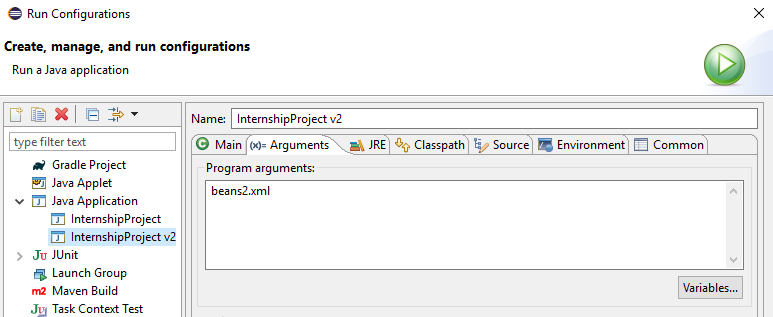 Run Configurations
Create, manage, and run configurations
Run a Java application
type filter text
Gradle Project
Java Applet
Java Application
InternshipProject
InternshipProject v2
JUnit
Launch Group
Maven Build
Task Context Test
Name: InternshipProject v2
Main (x)= Arguments JRE Classpath Source Environment Common
Program arguments:
beans2.xml
Variables...